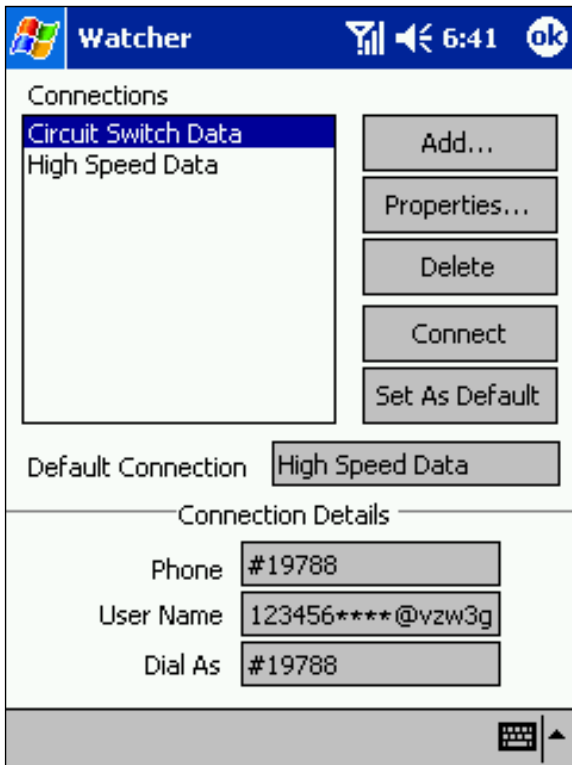 Watcher 6:41 ok
Connections
Circuit Switch Data
High Speed Data
Add...
Properties...
Delete
Connect
Set As Default
Default Connection High Speed Data
Connection Details
Phone #19788
User Name 123456****@vzw3g
Dial As #19788